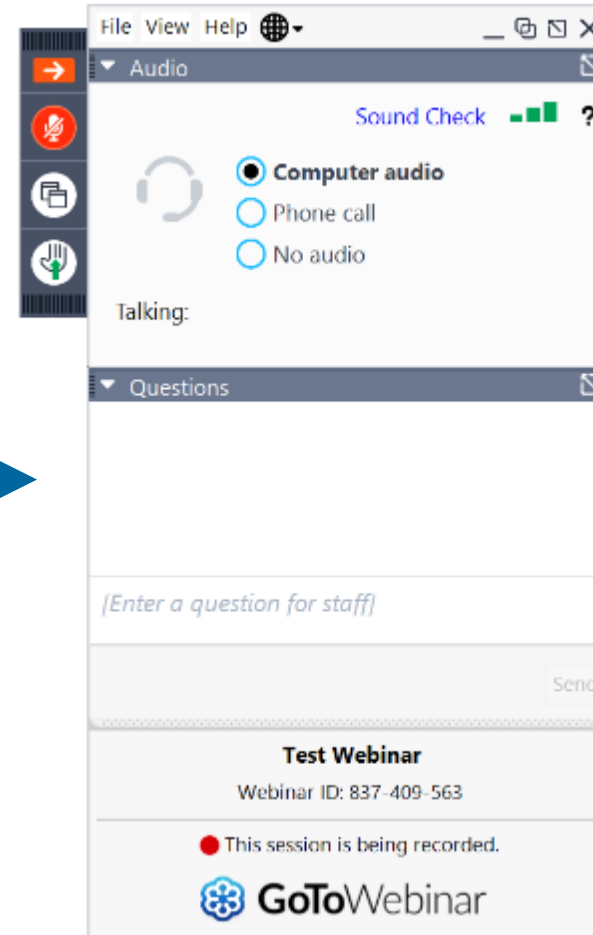 File View Help
Audio
Sound Check ?
Computer audio
Phone call
No audio
Talking:
Questions
[Enter a question for staff]
Send
Test Webinar
Webinar ID: 837-409-563
This session is being recorded.
GoToWebinar